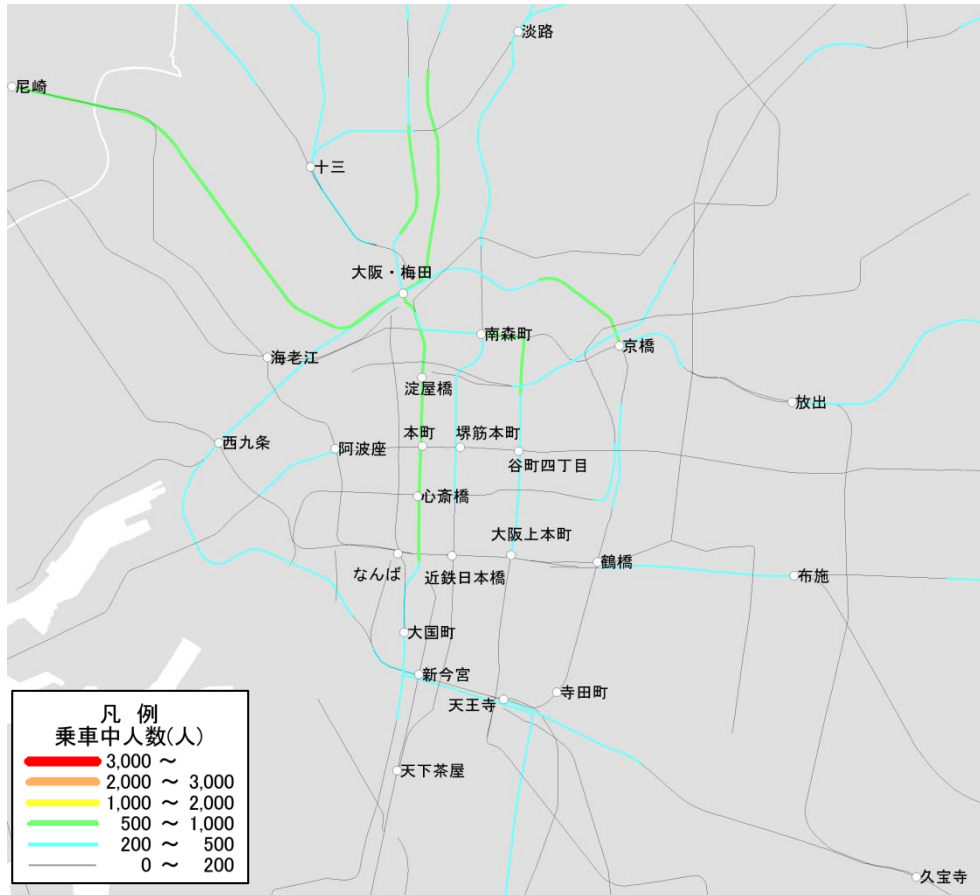 淡路
尼崎
十三
大阪・梅田
南森町
京橋
海老江
淀屋橋
放出
西九条
本町
堺筋本町
阿波座
谷町四丁目
心斎橋
大阪上本町
なんば
近鉄日本橋
鶴橋
布施
大国町
新今宮
寺田町
天王寺
天下茶屋
久宝寺
凡 例
乗車中人数(人)
3,000 ～
2,000 ～ 3,000
1,000 ～ 2,000
500 ～ 1,000
200 ～ 500
0 ～ 200